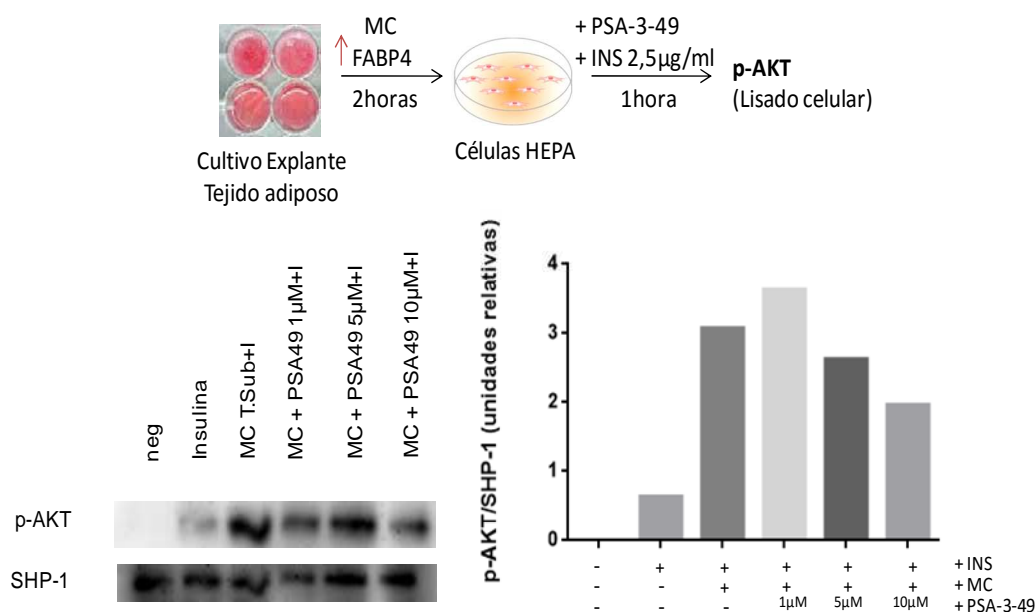 MC
FABP4
2horas
+ PSA-3-49
+ INS 2,5µg/ml
1hora
p-AKT
(Lisado celular)
Cultivo Explante
Tejido adiposo
Células HEPA
neg
Insulina
MC T.Sub+I
MC + PSA49 1µM+I
MC + PSA49 5µM+I
MC + PSA49 10µM+I
p-AKT
SHP-1
p-AKT/SHP-1 (unidades relativas)
4
3
2
1
0
- + + + + + + INS
- - + + + + + MC
- - - 1µM 5µM 10µM + PSA-3-49